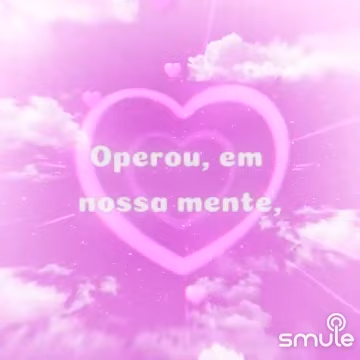 Operou, em
nossa mente,
smule